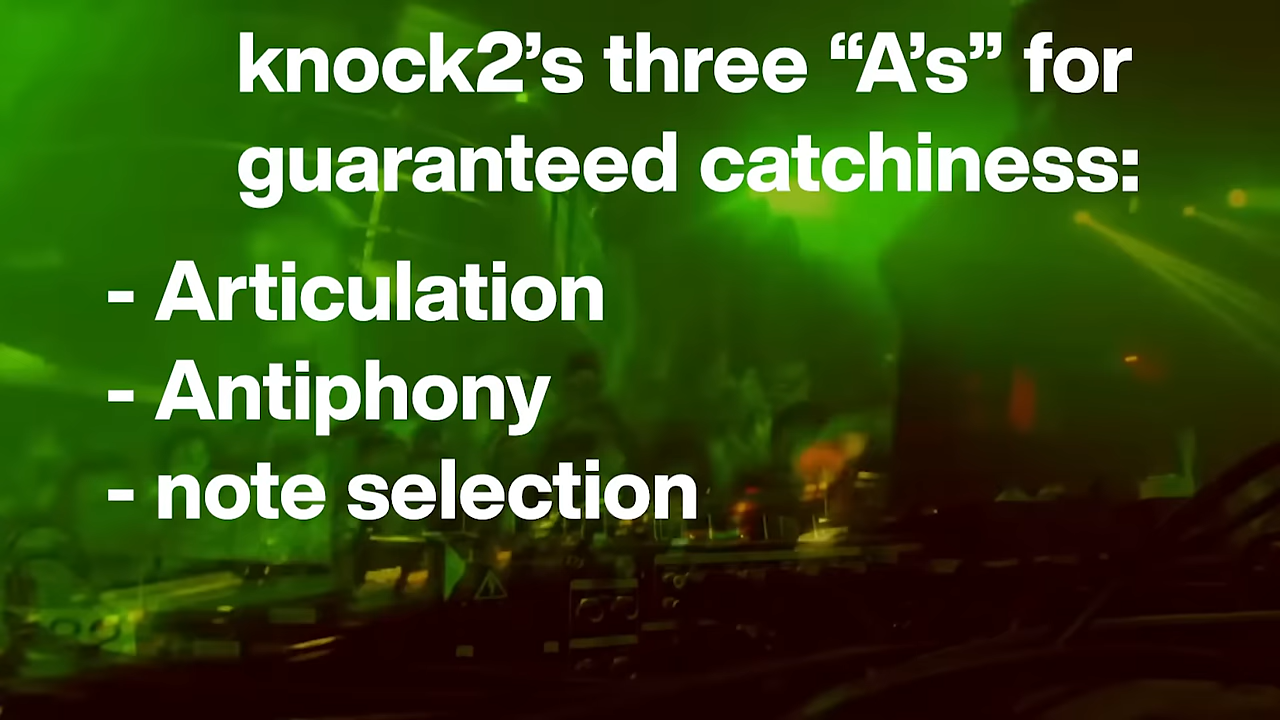 knock2’s three “A’s” for
guaranteed catchiness:
- Articulation
- Antiphony
- note selection